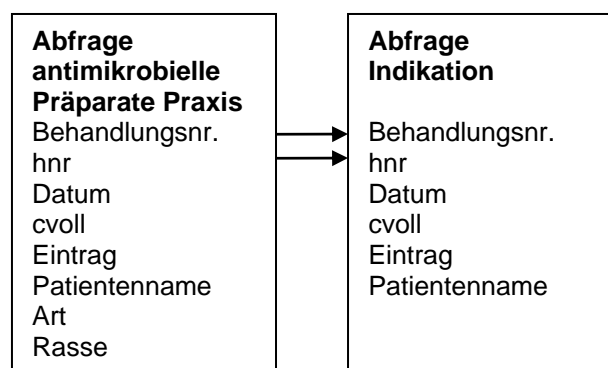 Abfrage
antimikrobielle
Präparate Praxis
Behandlungsnr.
hnr
Datum
cvoll
Eintrag
Patientenname
Art
Rasse
Abfrage
Indikation
Behandlungsnr.
hnr
Datum
cvoll
Eintrag
Patientenname